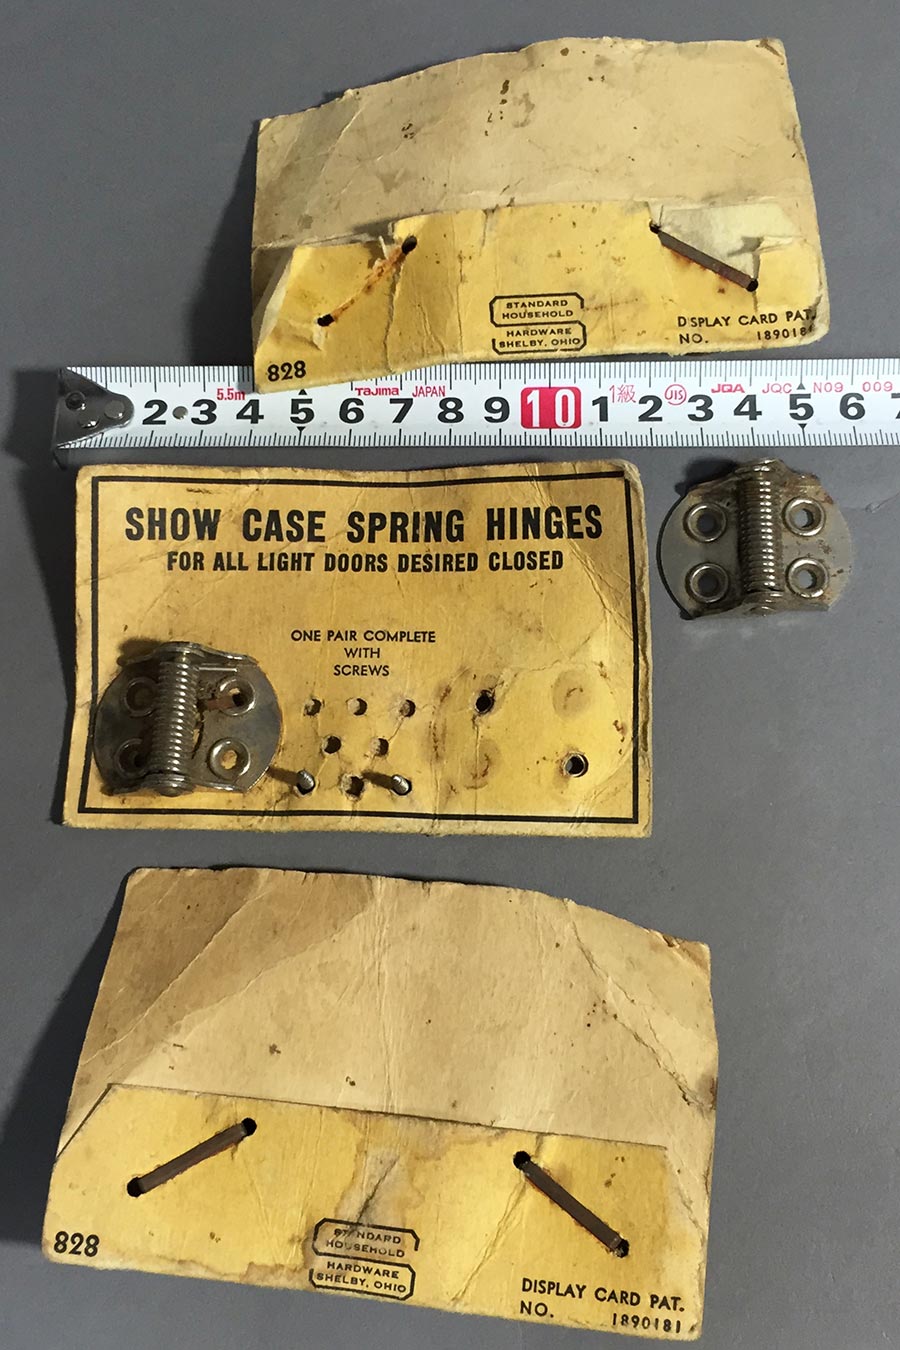 STANDARD
HOUSEHOLD
HARDWARE
SHELBY, OHIO
DISPLAY CARD PAT.
NO. 1890181
828
5.5m Tajima JAPAN 1級 JIS JQA JQC N09 009
2 3 4 5 6 7 8 9 10 1 2 3 4 5 6 7
SHOW CASE SPRING HINGES
FOR ALL LIGHT DOORS DESIRED CLOSED
ONE PAIR COMPLETE
WITH
SCREWS
STANDARD
HOUSEHOLD
HARDWARE
SHELBY, OHIO
828
DISPLAY CARD PAT.
NO. 1890181